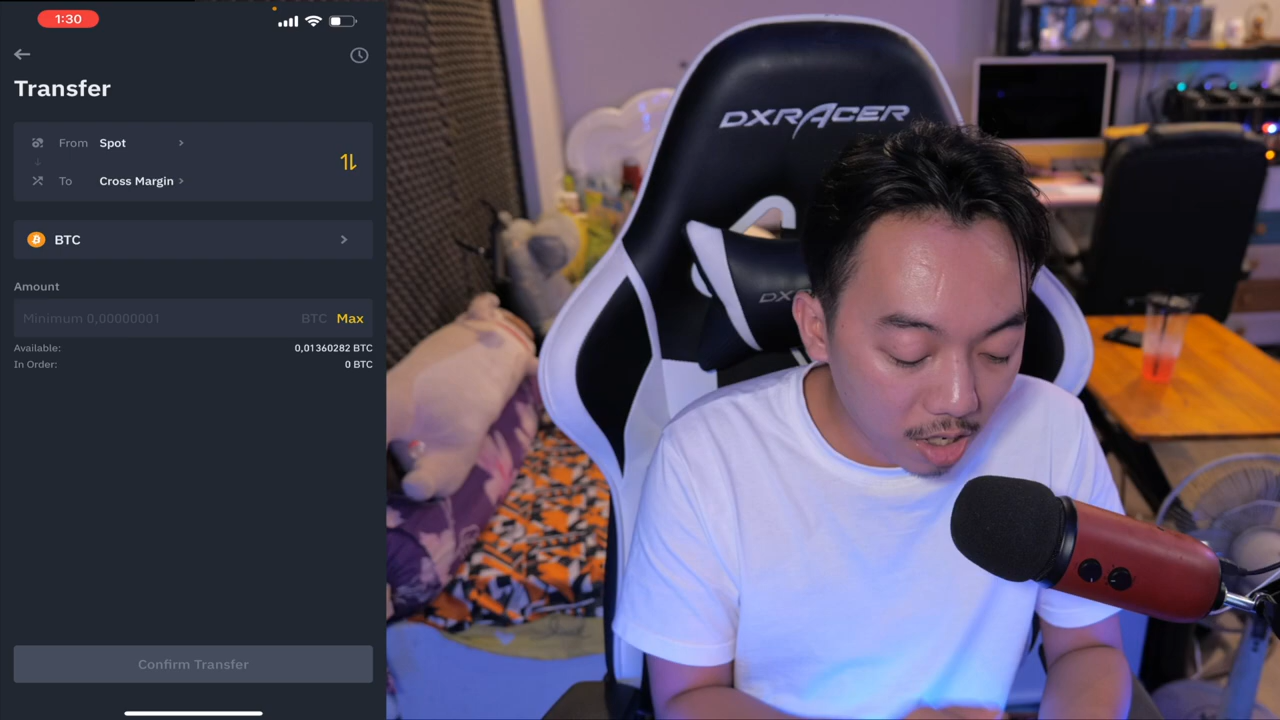 1:30
Transfer
From Spot
To Cross Margin
BTC
Amount
Minimum 0,00000001 BTC Max
Available: 0,01360282 BTC
In Order: 0 BTC
Confirm Transfer
DXRACER
DX